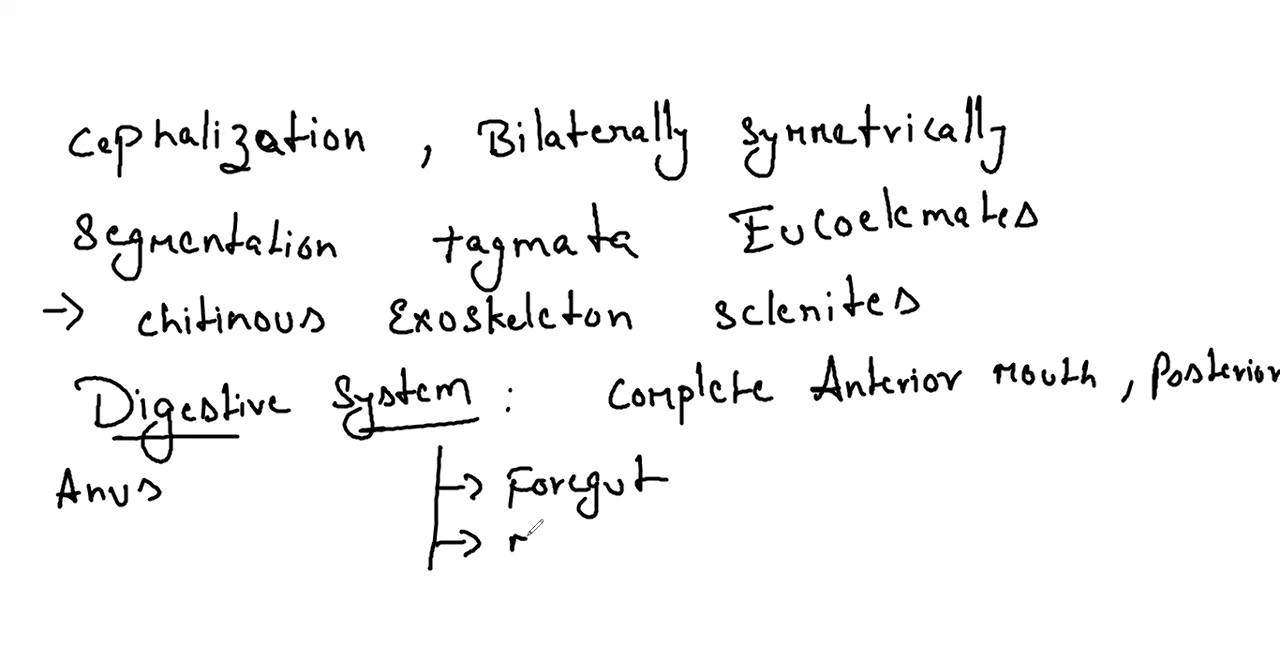 Cephalization , Bilaterally symmetrically
Segmentation tagmata Eucoelomates
→ chitinous Exoskeleton sclerites
Digestive System : Complete Anterior mouth , Posterior
Anus → Foregut
→